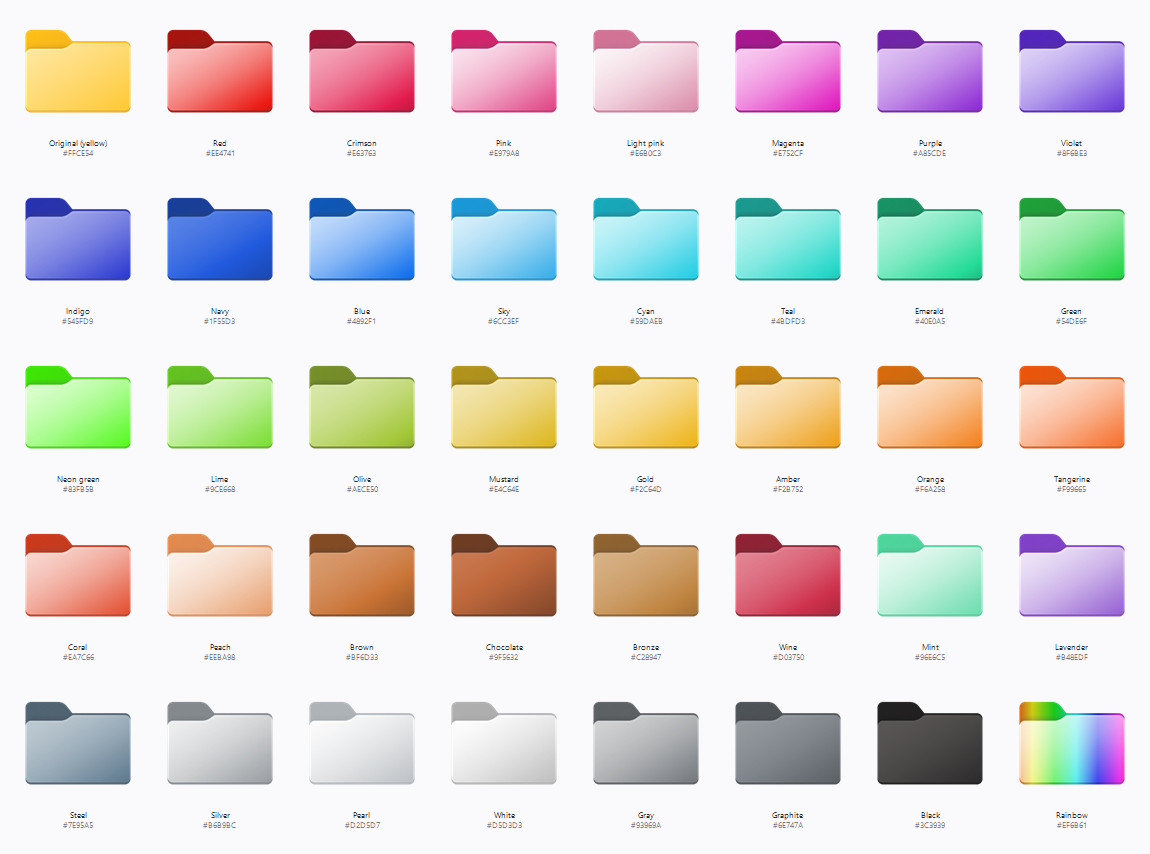 Original (yellow)
#FFCE54
Red
#EE4741
Crimson
#E63763
Pink
#E979A8
Light pink
#E6B0C3
Magenta
#E752CF
Purple
#A85CDE
Violet
#8F6BE3
Indigo
#545FD9
Navy
#1F55D3
Blue
#4892F1
Sky
#6CC3EF
Cyan
#59DAEB
Teal
#4BDFD3
Emerald
#40E0A5
Green
#54DE6F
Neon green
#83FB5B
Lime
#9CE668
Olive
#AECE50
Mustard
#E4C64E
Gold
#F2C64D
Amber
#F2B752
Orange
#F6A258
Tangerine
#F99665
Coral
#EA7C66
Peach
#EEBA98
Brown
#BF6D33
Chocolate
#9F5632
Bronze
#C28947
Wine
#D03750
Mint
#96E6C5
Lavender
#B48EDF
Steel
#7E95A5
Silver
#B6B9BC
Pearl
#D2D5D7
White
#D5D3D3
Gray
#93969A
Graphite
#6E747A
Black
#3C3939
Rainbow
#EF6B61